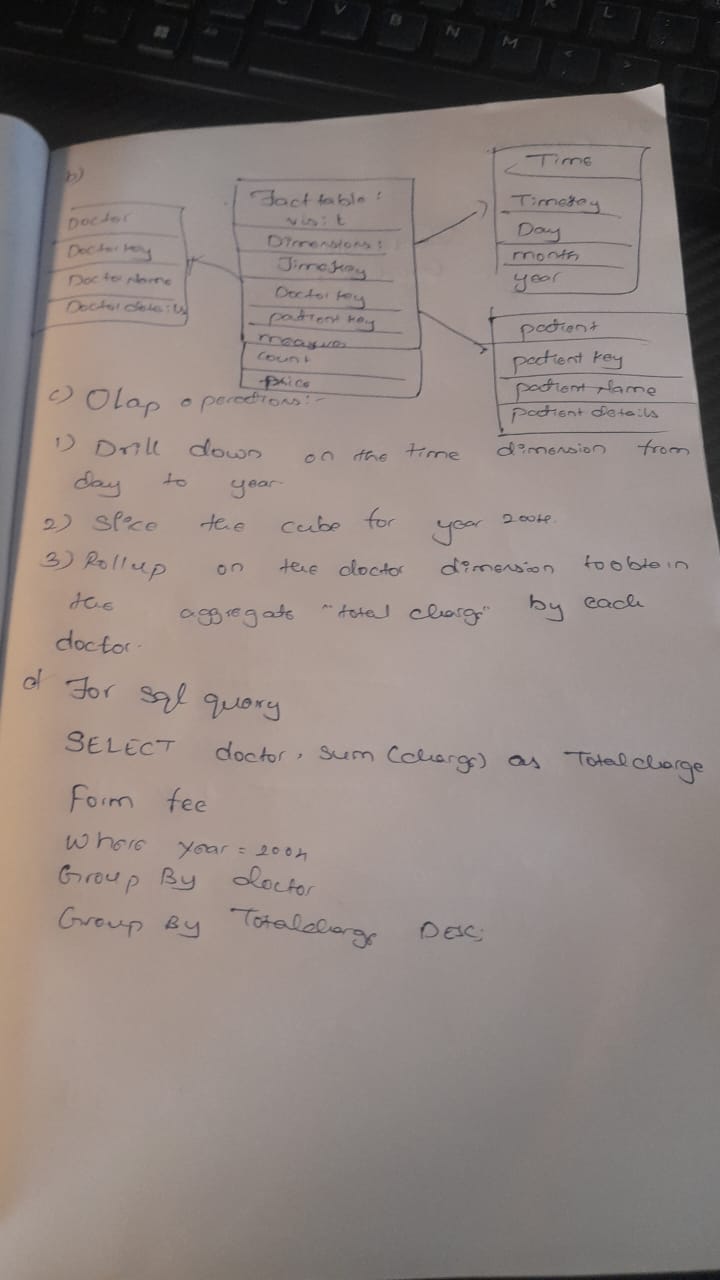 b)
Doctor
Doctor key
Doctor Name
Doctor details
Fact table:
visit
Dimensions:
Time key
Doctor key
patient key
measures
count
price
Time
Timekey
Day
month
year
patient
patient key
patient Name
patient details
c) Olap operations:-
1) Drill down on the time dimension from
day to year
2) Slice the cube for year 2004.
3) Rollup on the doctor dimension to obtain
the aggregate "total charge" by each
doctor.
d For sql query
SELECT doctor, sum (charge) as Totalcharge
Form fee
Where year = 2004
Group By doctor
Group By Totalcharge DESC;